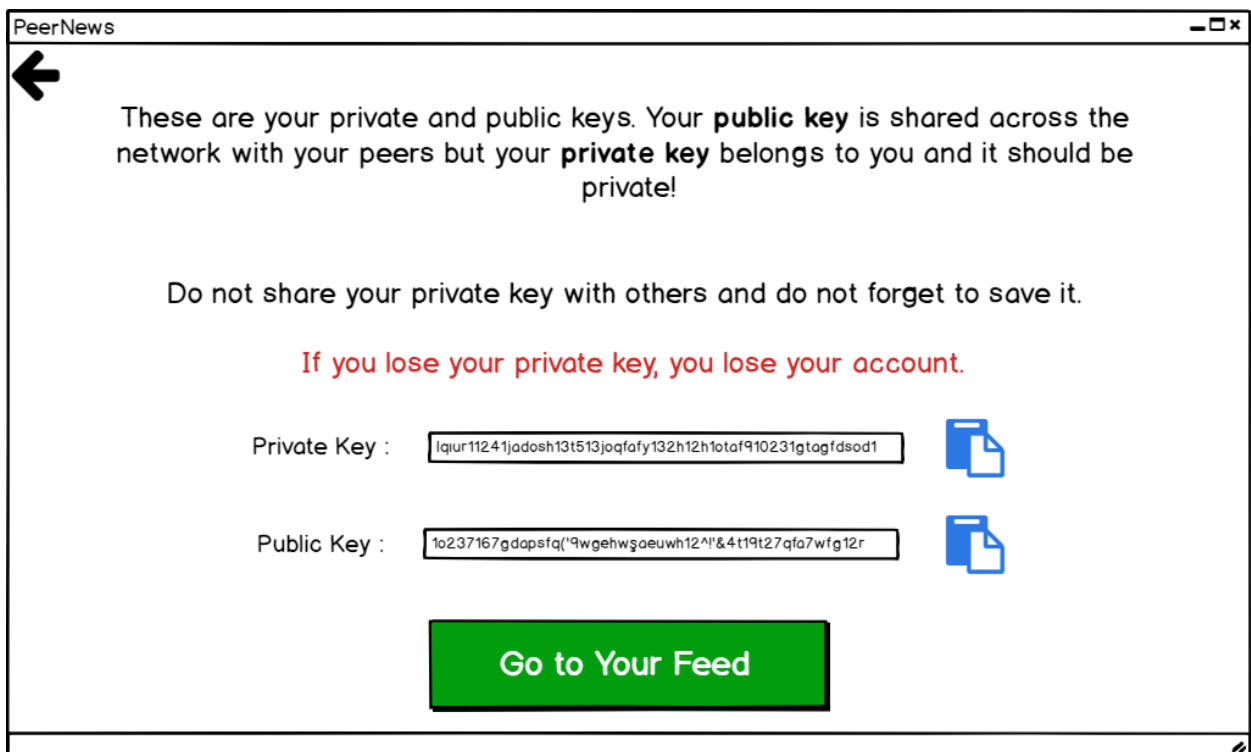 PeerNews
These are your private and public keys. Your public key is shared across the
network with your peers but your private key belongs to you and it should be
private!
Do not share your private key with others and do not forget to save it.
If you lose your private key, you lose your account.
Private Key :
lqıur11241jadosh13t513joqfafy132h12h1otaf910231gtagfdsod1
Public Key :
1o237167gdapsfq('9wgehwşaeuwh12^!'&4t19t27qfa7wfg12r
Go to Your Feed